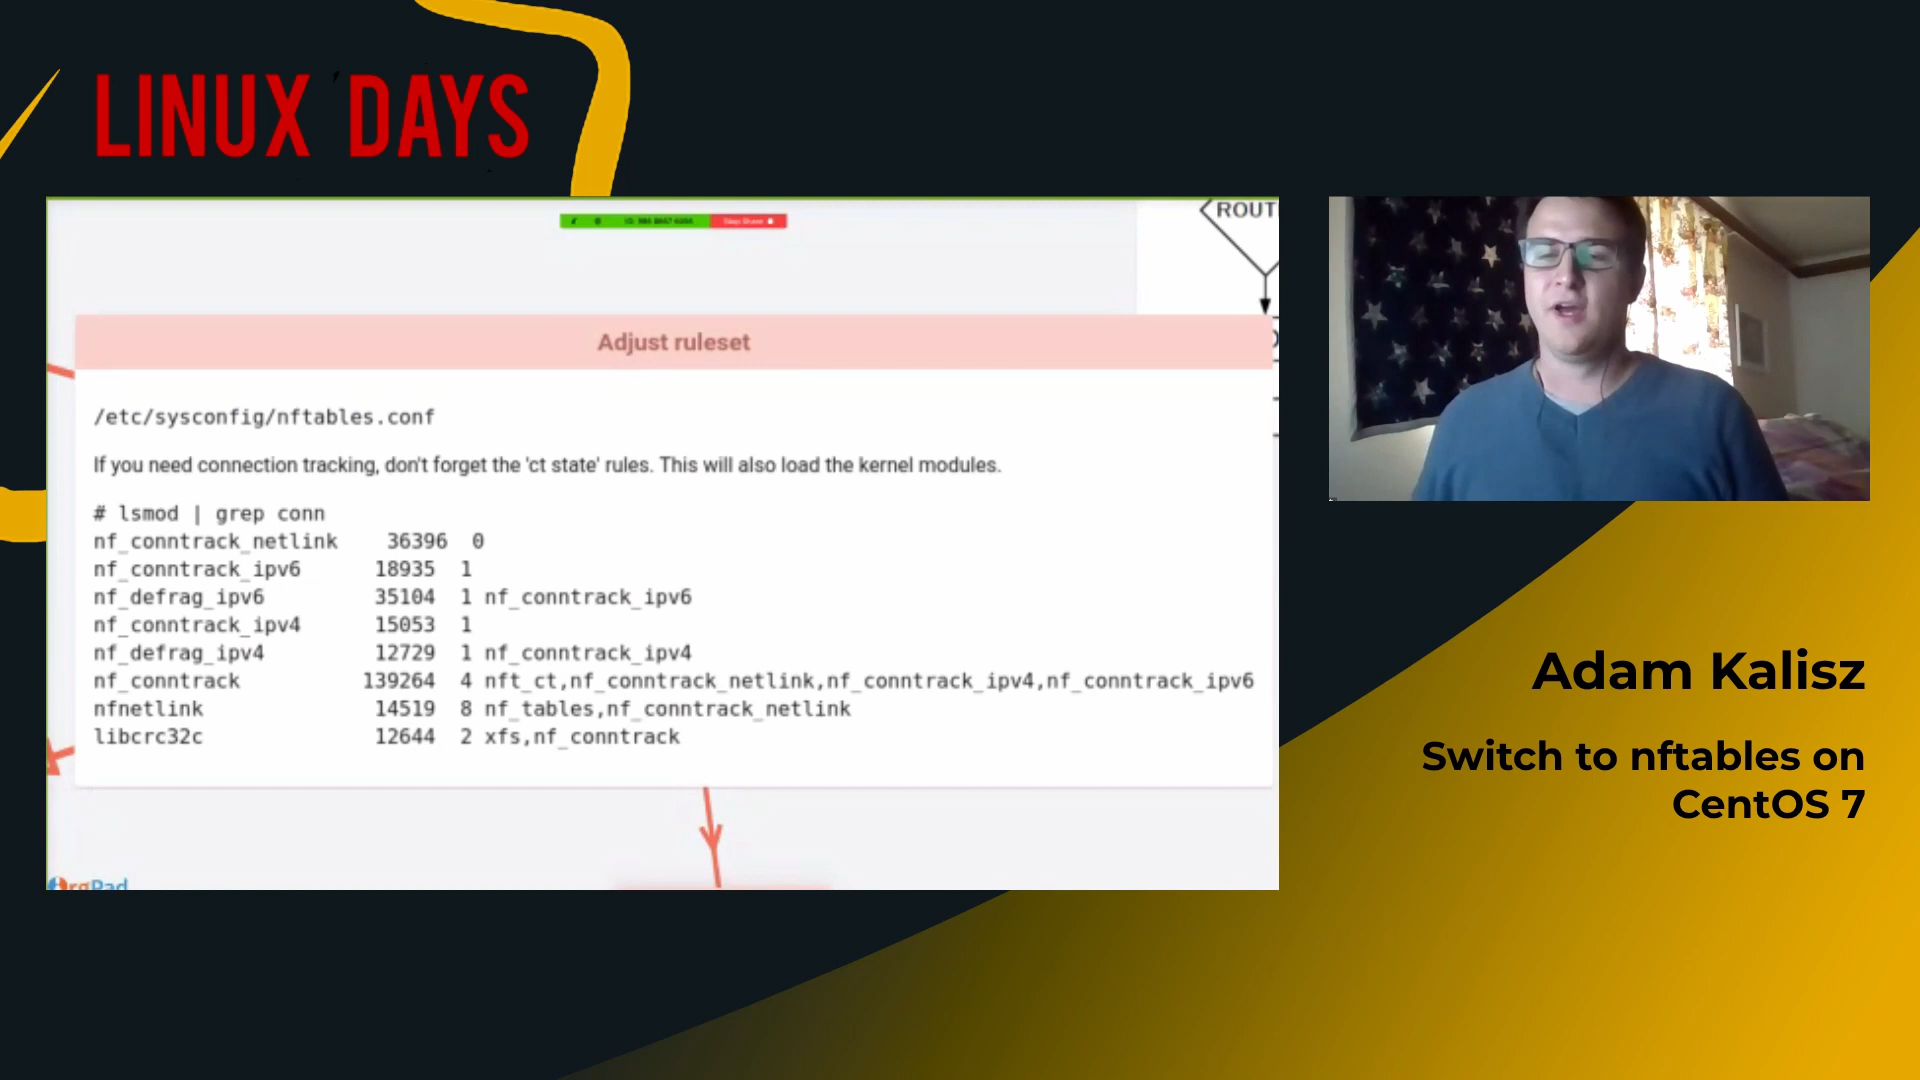 LINUX DAYS
Stop Share
ROUT
Adjust ruleset
/etc/sysconfig/nftables.conf
If you need connection tracking, don't forget the 'ct state' rules. This will also load the kernel modules.
# lsmod | grep conn
nf_conntrack_netlink 36396 0
nf_conntrack_ipv6 18935 1
nf_defrag_ipv6 35104 1 nf_conntrack_ipv6
nf_conntrack_ipv4 15053 1
nf_defrag_ipv4 12729 1 nf_conntrack_ipv4
nf_conntrack 139264 4 nft_ct,nf_conntrack_netlink,nf_conntrack_ipv4,nf_conntrack_ipv6
nfnetlink 14519 8 nf_tables,nf_conntrack_netlink
libcrc32c 12644 2 xfs,nf_conntrack
rgPad
Adam Kalisz
Switch to nftables on
CentOS 7